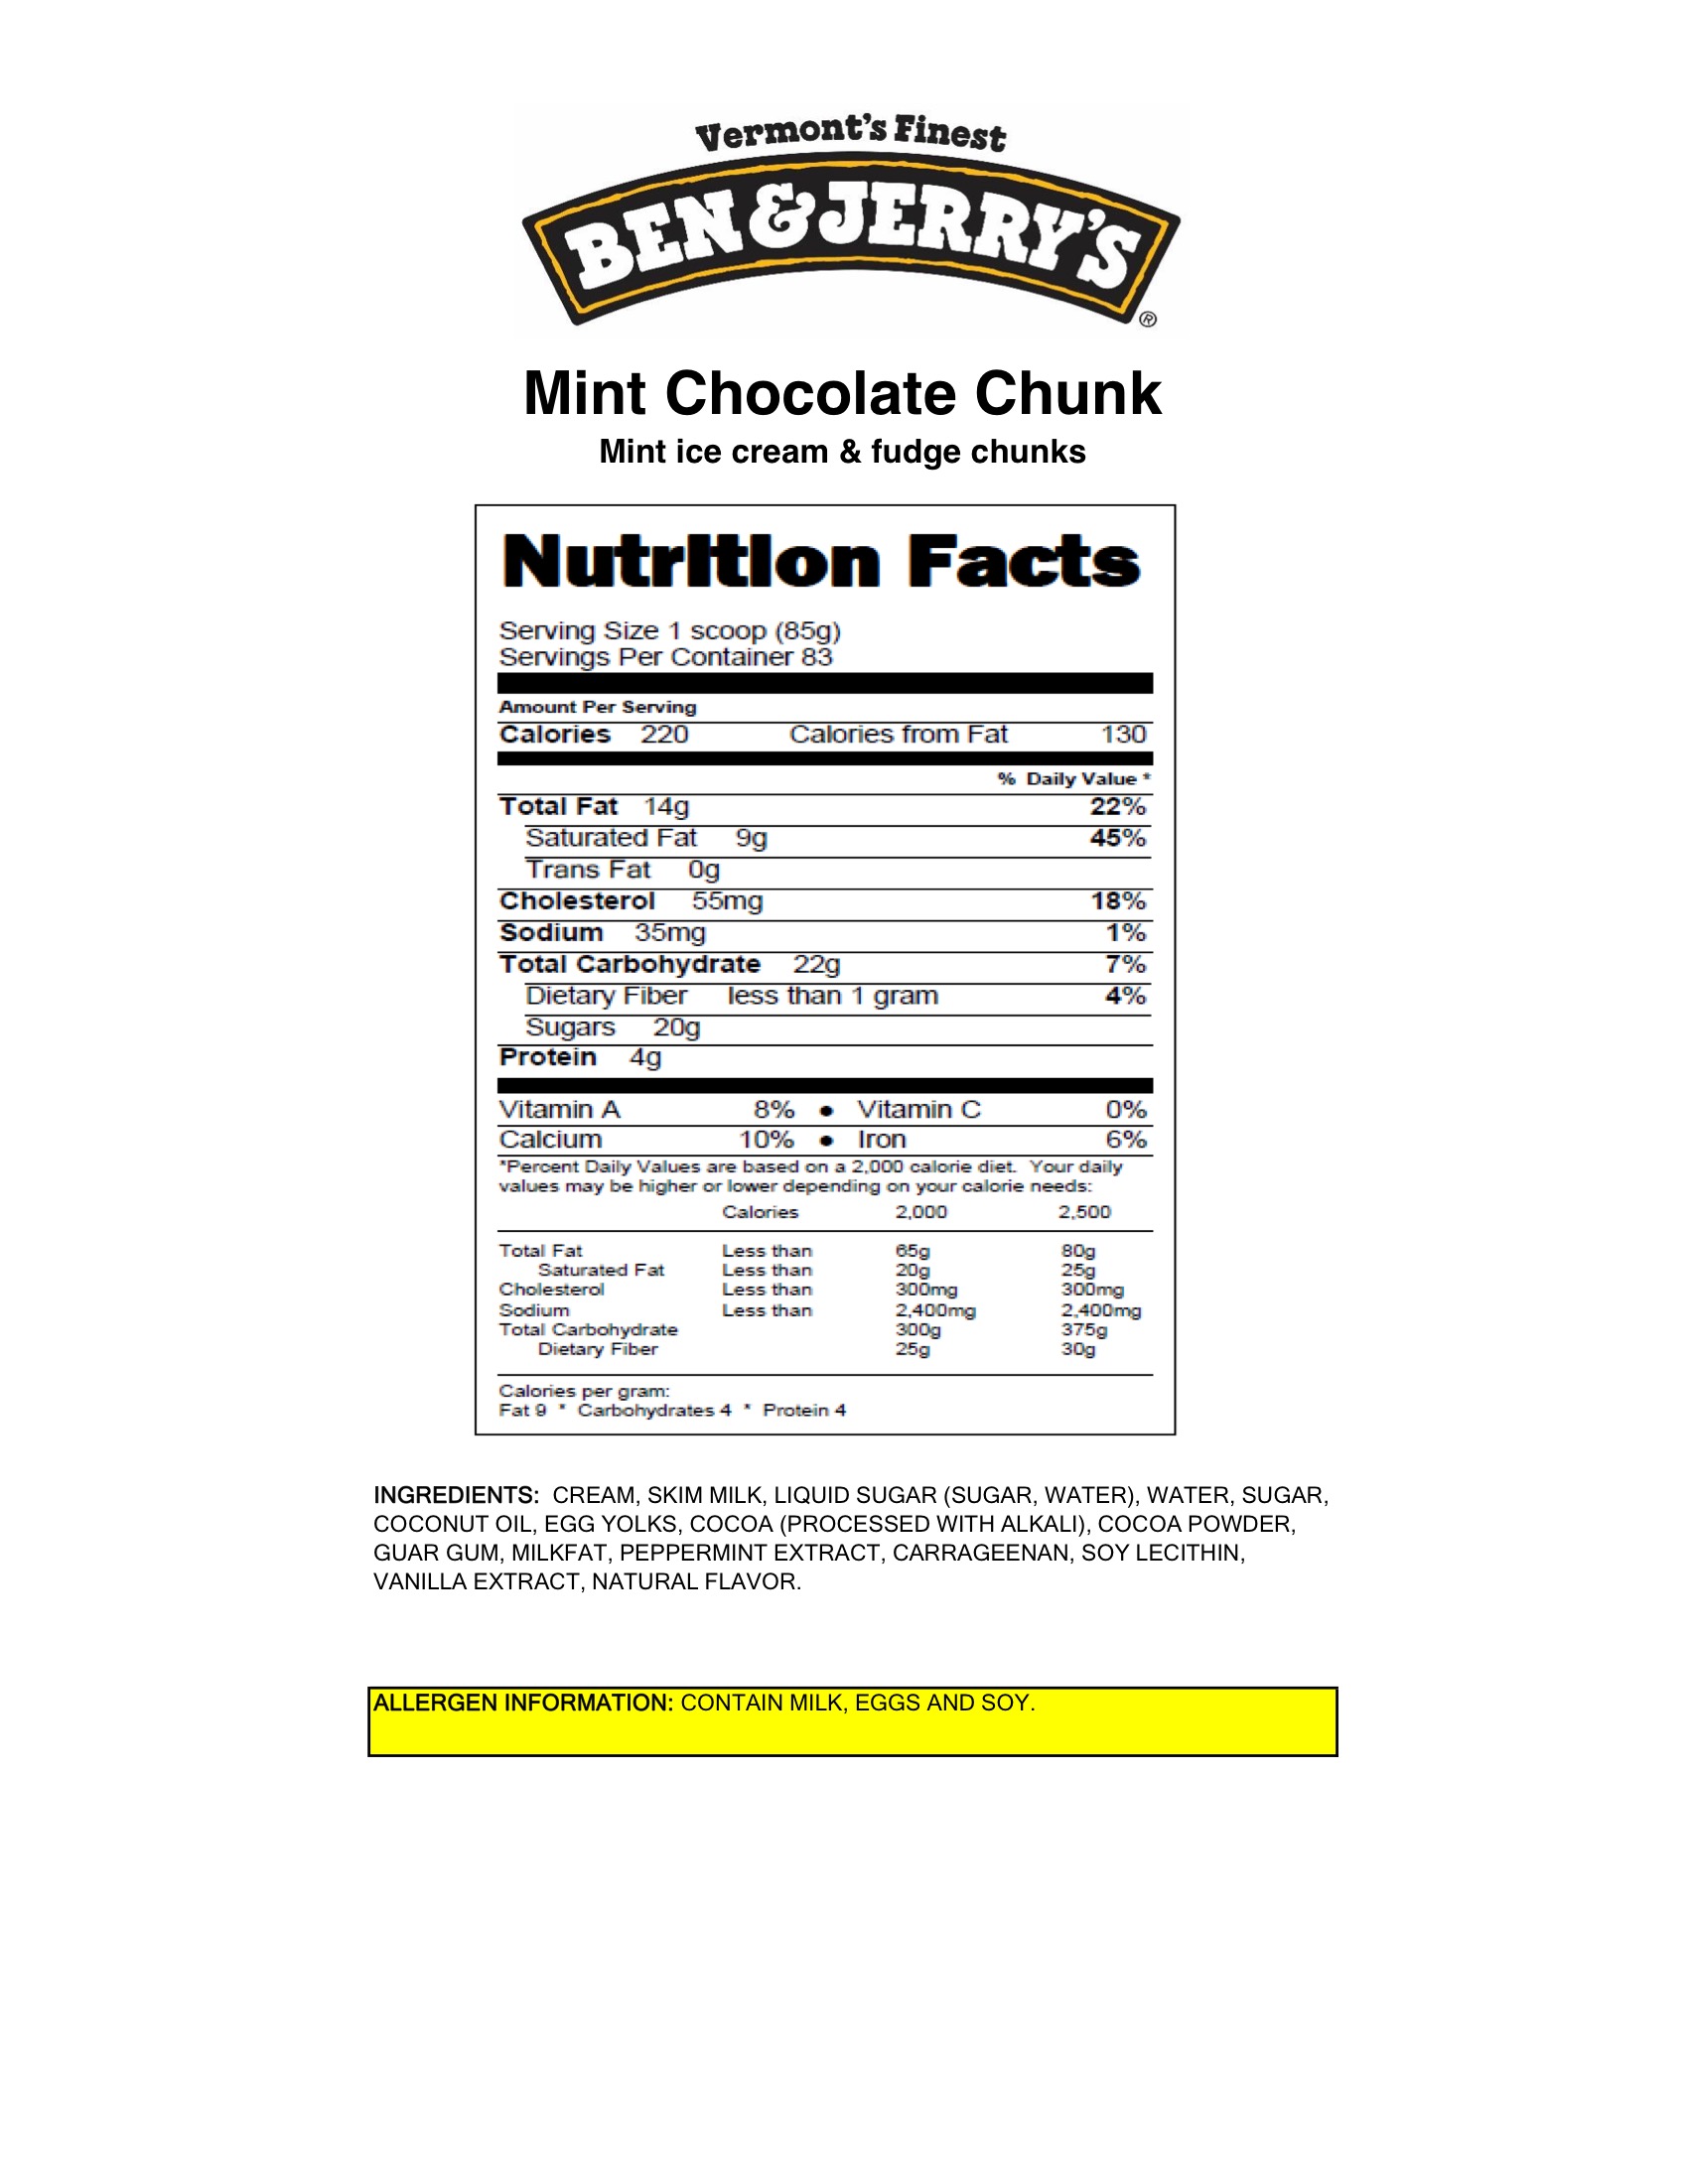 Vermont's Finest
BEN & JERRY'S
®
Mint Chocolate Chunk
Mint ice cream & fudge chunks
Nutrition Facts
Serving Size 1 scoop (85g)
Servings Per Container 83
Amount Per Serving
Calories 220 Calories from Fat 130
% Daily Value *
Total Fat 14g 22%
Saturated Fat 9g 45%
Trans Fat 0g
Cholesterol 55mg 18%
Sodium 35mg 1%
Total Carbohydrate 22g 7%
Dietary Fiber less than 1 gram 4%
Sugars 20g
Protein 4g
Vitamin A 8% • Vitamin C 0%
Calcium 10% • Iron 6%
*Percent Daily Values are based on a 2,000 calorie diet. Your daily
values may be higher or lower depending on your calorie needs:
Calories 2,000 2,500
Total Fat Less than 65g 80g
Saturated Fat Less than 20g 25g
Cholesterol Less than 300mg 300mg
Sodium Less than 2,400mg 2,400mg
Total Carbohydrate 300g 375g
Dietary Fiber 25g 30g
Calories per gram:
Fat 9 * Carbohydrates 4 * Protein 4
INGREDIENTS: CREAM, SKIM MILK, LIQUID SUGAR (SUGAR, WATER), WATER, SUGAR,
COCONUT OIL, EGG YOLKS, COCOA (PROCESSED WITH ALKALI), COCOA POWDER,
GUAR GUM, MILKFAT, PEPPERMINT EXTRACT, CARRAGEENAN, SOY LECITHIN,
VANILLA EXTRACT, NATURAL FLAVOR.
ALLERGEN INFORMATION: CONTAIN MILK, EGGS AND SOY.